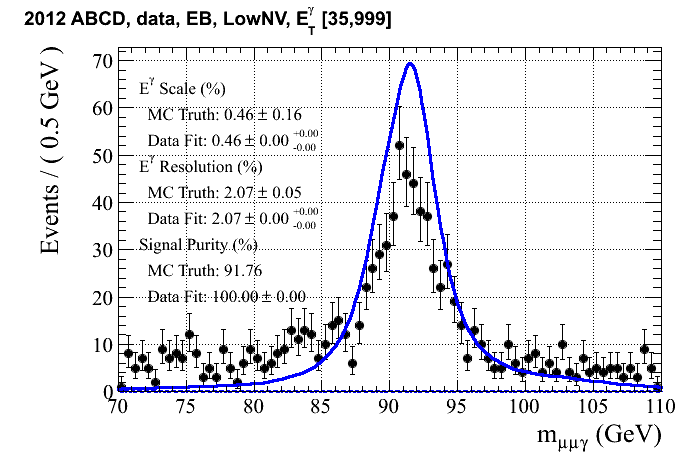 2012 ABCD, data, EB, LowNV, E_T^γ [35,999]
Events / ( 0.5 GeV )
70
60
50
40
30
20
10
0
E^γ Scale (%)
MC Truth: 0.46 ± 0.16
Data Fit: 0.46 ± 0.00 +0.00 -0.00
E^γ Resolution (%)
MC Truth: 2.07 ± 0.05
Data Fit: 2.07 ± 0.00 +0.00 -0.00
Signal Purity (%)
MC Truth: 91.76
Data Fit: 100.00 ± 0.00
70 75 80 85 90 95 100 105 110
m_μμγ (GeV)